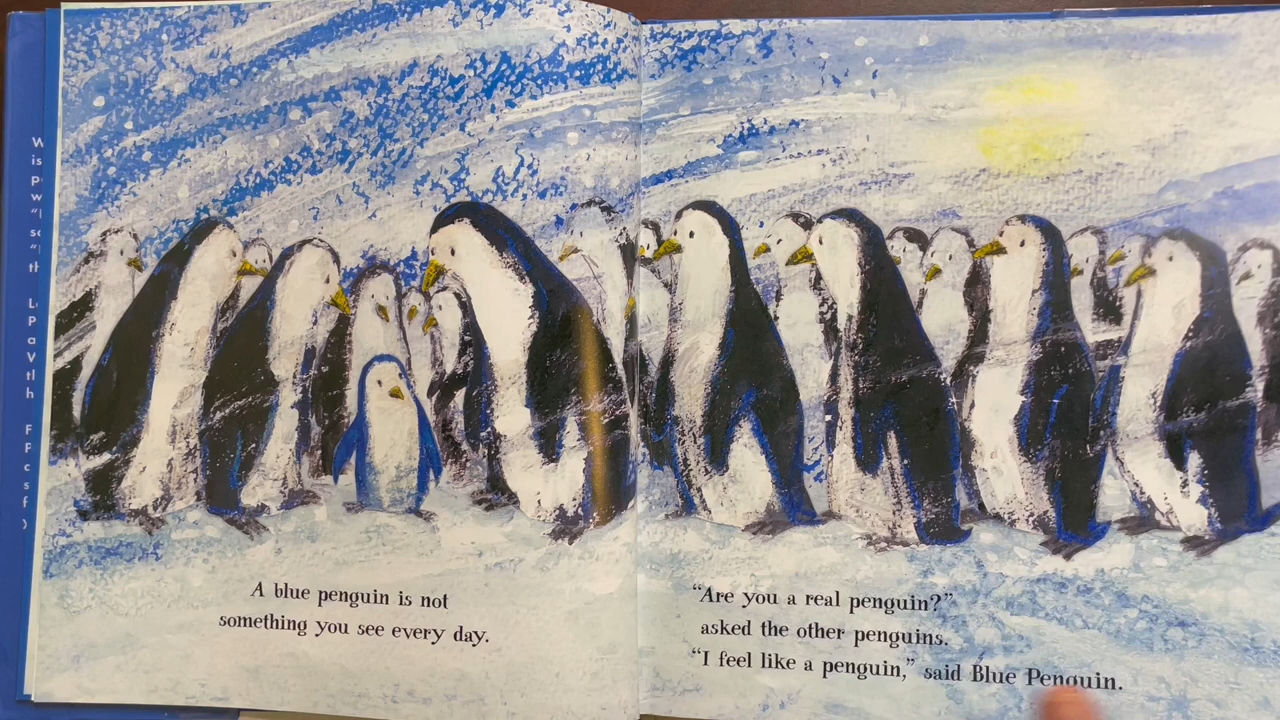 A blue penguin is not
something you see every day.
“Are you a real penguin?”
asked the other penguins.
“I feel like a penguin,” said Blue Penguin.